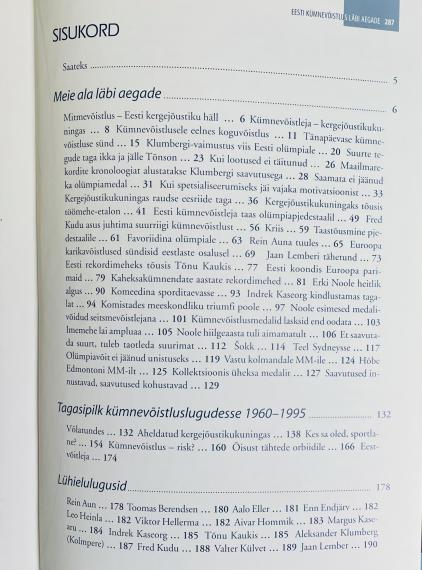 EESTI KÜMNEVÕISTLUS LÄBI AEGADE 287
SISUKORD
Saateks ........ 5
Meie ala läbi aegade ........ 6
Mitmevõistlus – Eesti kergejõustiku häll ... 6 Kümnevõistleja – kergejõustikuku-
ningas ... 8 Kümnevõistlusele eelnes koguvõistlus ... 11 Tänapäevase kümne-
võistluse sünd ... 15 Klumbergi-vaimustus viis Eesti olümpiale ... 20 Suurte te-
gude taga ikka ja jälle Tõnson ... 23 Kui lootused ei täitunud ... 26 Maailmare-
kordite kronoloogiat alustatakse Klumbergi saavutusega ... 28 Saamata ei jäänud
ka olümpiamedal ... 31 Kui spetsialiseerumiseks jäi vajaka motivatsioonist ... 33
Kergejõustikukuningas raudse eesriide taga ... 36 Kergejõustikukuningaks tõusis
töömehe-etalon ... 41 Eesti kümnevõistleja taas olümpiapjedestaalil ... 49 Fred
Kudu asus juhtima suurriigi kümnevõistlust ... 56 Kriis ... 59 Taastõusmine pje-
destaalile ... 61 Favoriidina olümpiale ... 63 Rein Auna tuules ... 65 Euroopa
karikavõistlused sündisid eestlaste osalusel ... 69 Jaan Lemberi tähetund ... 73
Eesti rekordimeheks tõusis Tõnu Kaukis ... 77 Eesti koondis Euroopa pari-
maid ... 79 Kaheksakümnendate aastate rekordimehed ... 81 Erki Noole heitlik
algus ... 90 Komeedina sporditaevasse ... 93 Indrek Kaseorg kindlustamas taga-
lat ... 94 Komistades meeskondliku triumfi poole ... 97 Noole esimesed medali-
võidud seitsmevõistlejana ... 101 Kümnevõistlusmedalid lasksid end oodata ... 103
Imemehe lai ampluaa ... 105 Noole hiilgeaasta tuli aimamatult ... 106 Et saavuta-
da suurt, tuleb taotleda suurimat ... 112 Šokk ... 114 Teel Sydneysse ... 117
Olümpiavõit ei jäänud unistuseks ... 119 Vastu kolmandale MM-ile ... 124 Hõbe
Edmontoni MM-ilt ... 125 Kollektsioonis üheksa medalit ... 127 Saavutused in-
nustavad, saavutused kohustavad ... 129
Tagasipilk kümnevõistluslugudesse 1960–1995 ........ 132
Võlatundes ... 132 Aheldatud kergejõustikukuningas ... 138 Kes sa oled, sportla-
ne? ... 154 Kümnevõistlus – risk? ... 160 Õisust tähtede orbiidile ... 166 Eest-
võitleja ... 174
Lühielulugusid ........ 178
Rein Aun ... 178 Toomas Berendsen ... 180 Aalo Eller ... 181 Enn Endjärv ... 182
Leo Heinla ... 182 Viktor Hellerma ... 182 Aivar Hommik ... 183 Margus Kase-
aru ... 184 Indrek Kaseorg ... 185 Tõnu Kaukis ... 185 Aleksander Klumberg
(Kolmpere) ... 187 Fred Kudu ... 188 Valter Külvet ... 189 Jaan Lember ... 190